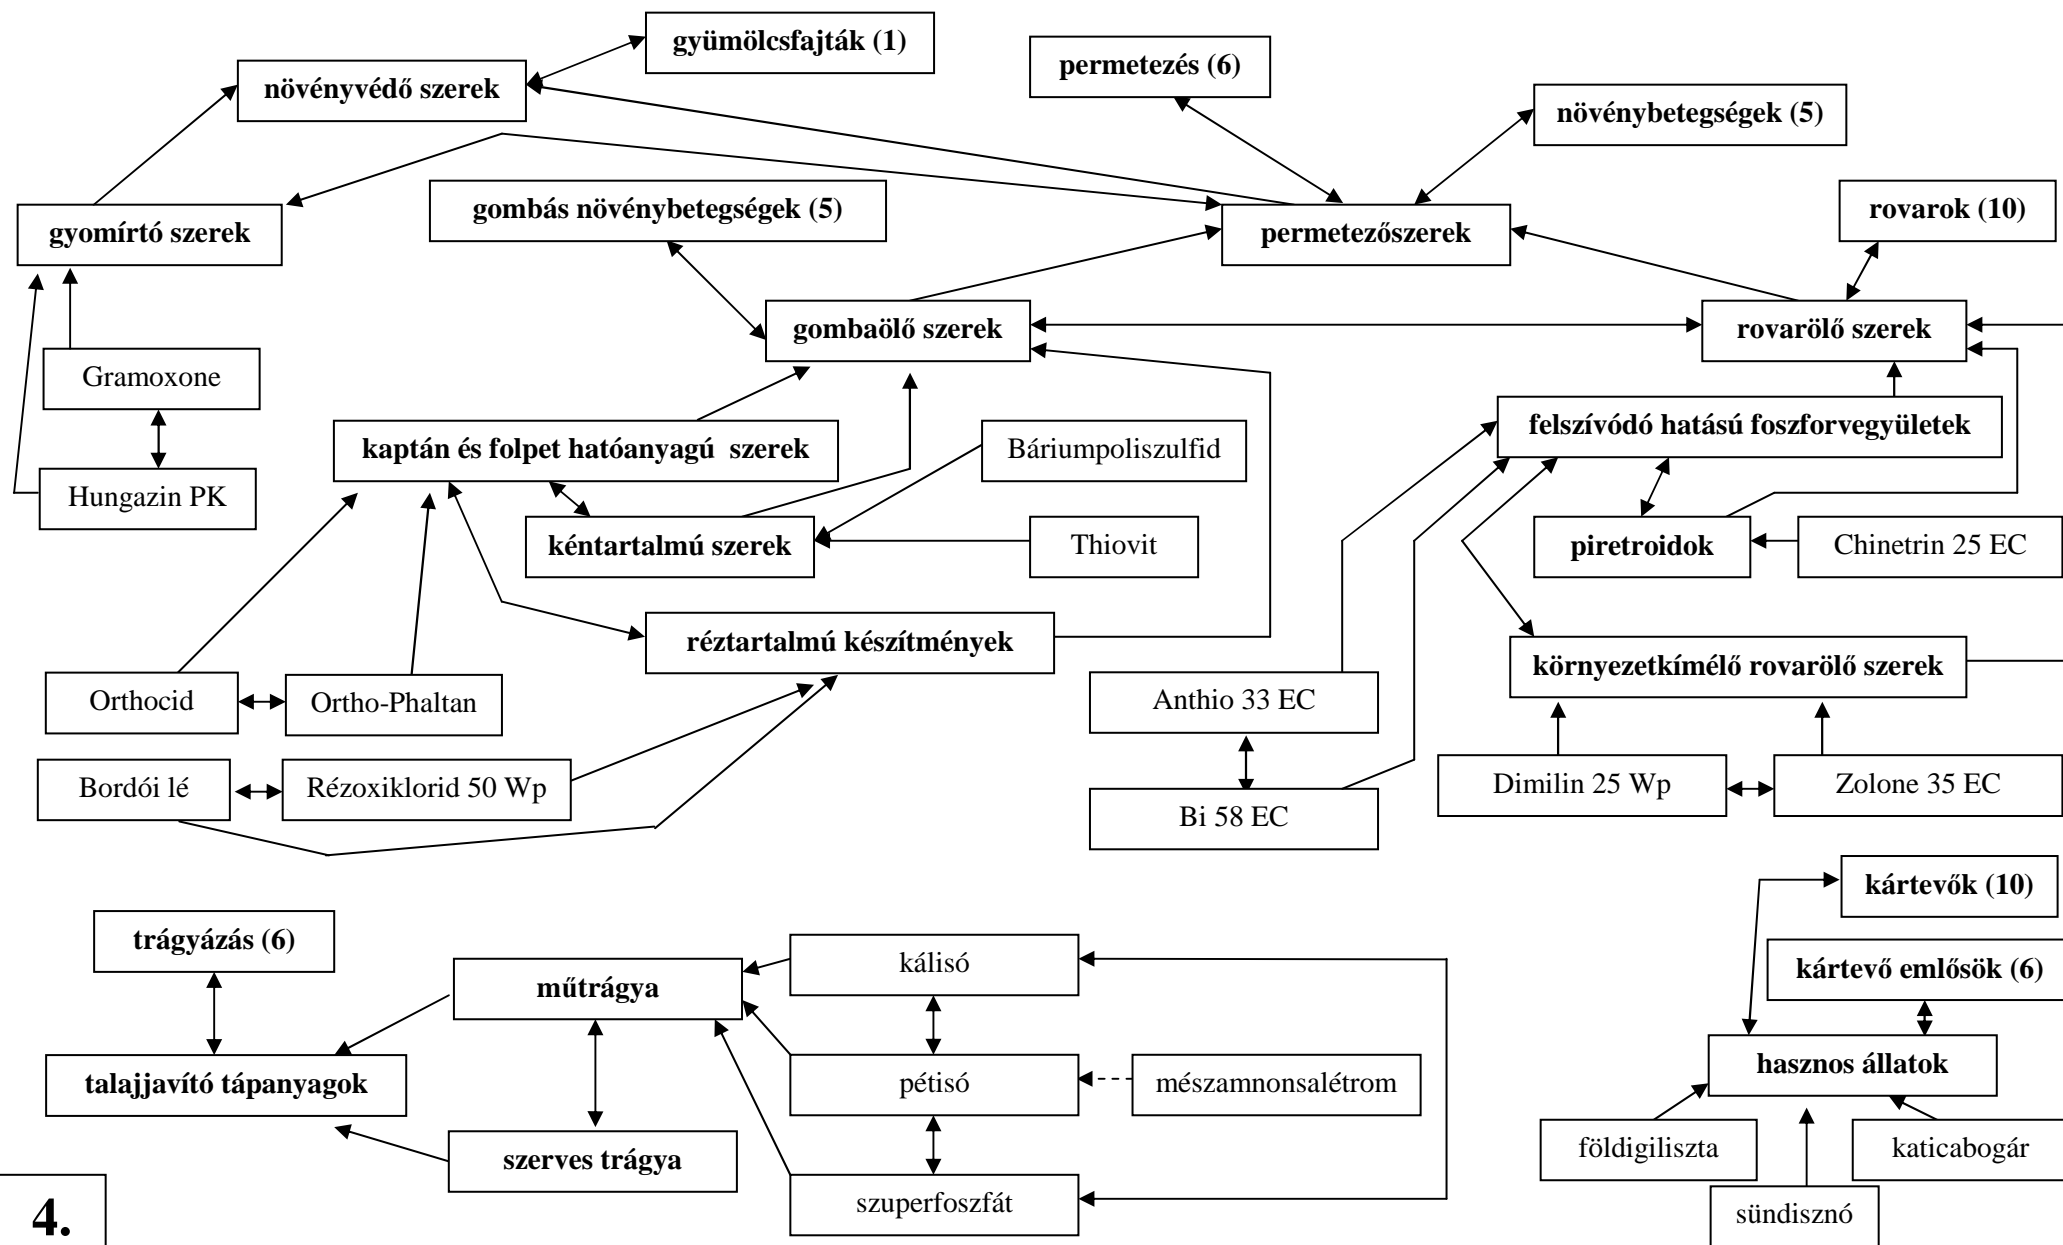 gyümölcsfajták (1)
permetezés (6)
növényvédő szerek
növénybetegségek (5)
gombás növénybetegségek (5)
rovarok (10)
gyomírtó szerek
permetezőszerek
gombaölő szerek
rovarölő szerek
Gramoxone
felszívódó hatású foszforvegyületek
kaptán és folpet hatóanyagú  szerek
Báriumpoliszulfid
Hungazin PK
kéntartalmú szerek
Thiovit
piretroidok
Chinetrin 25 EC
réztartalmú készítmények
környezetkímélő rovarölő szerek
Orthocid
Ortho-Phaltan
Anthio 33 EC
Bordói lé
Rézoxiklorid 50 Wp
Dimilin 25 Wp
Zolone 35 EC
Bi 58 EC
kártevők (10)
trágyázás (6)
kálisó
kártevő emlősök (6)
műtrágya
hasznos állatok
talajjavító tápanyagok
pétisó
mészamnonsalétrom
földigiliszta
katicabogár
szerves trágya
szuperfoszfát
sündisznó
4.